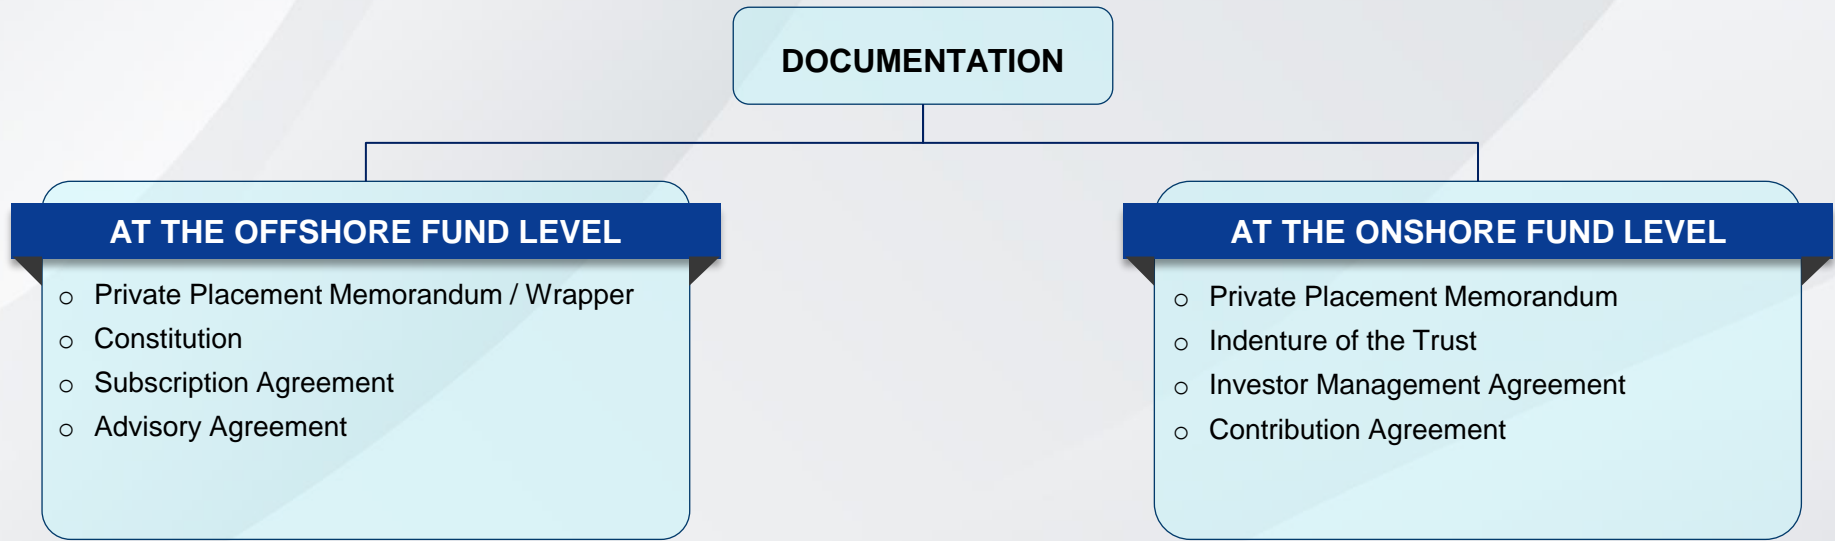 DOCUMENTATION
AT THE OFFSHORE FUND LEVEL
o Private Placement Memorandum / Wrapper
o Constitution
o Subscription Agreement
o Advisory Agreement
AT THE ONSHORE FUND LEVEL
o Private Placement Memorandum
o Indenture of the Trust
o Investor Management Agreement
o Contribution Agreement